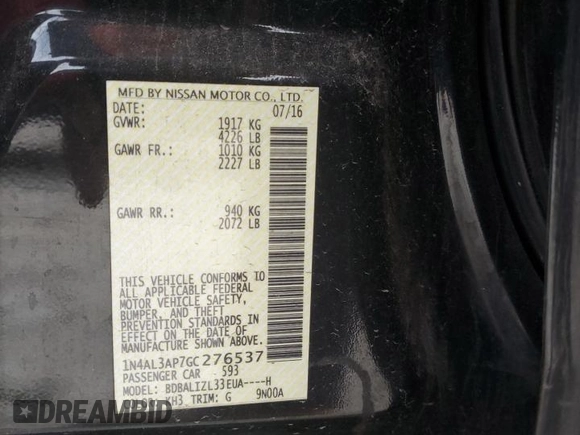 MFD BY NISSAN MOTOR CO., LTD.
DATE: 07/16
GVWR: 1917 KG
4226 LB
GAWR FR.: 1010 KG
2227 LB
GAWR RR.: 940 KG
2072 LB
THIS VEHICLE CONFORMS TO
ALL APPLICABLE FEDERAL
MOTOR VEHICLE SAFETY,
BUMPER, AND THEFT
PREVENTION STANDARDS
IN EFFECT ON THE DATE OF
MANUFACTURE SHOWN ABOVE.
1N4AL3AP7GC276537
PASSENGER CAR 593
MODEL: BDBALIZL33EUA----H
KH3 TRIM: G 9N00A
DREAMBID